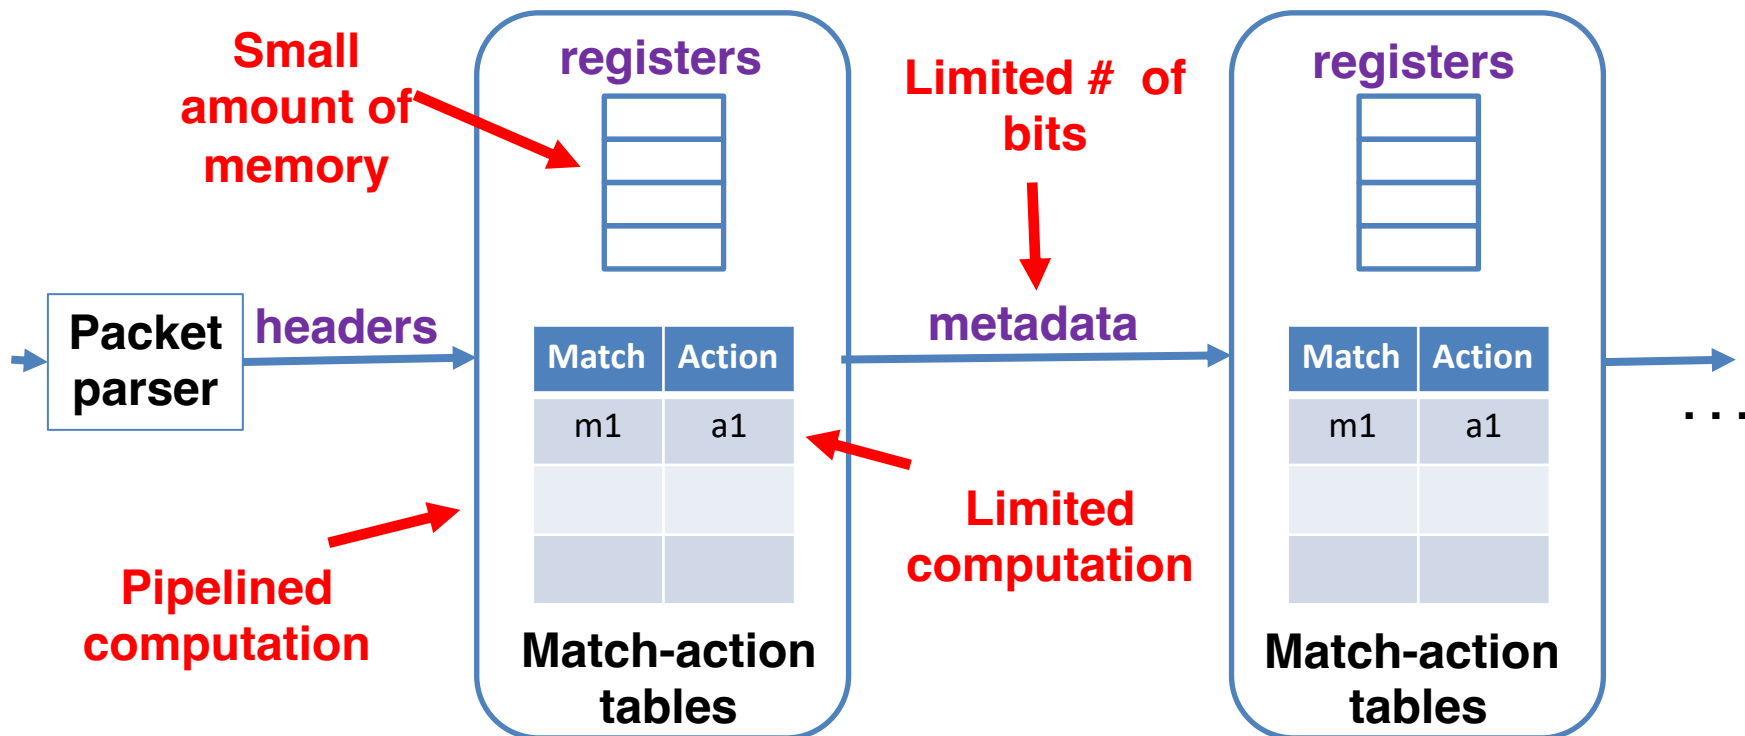 Small
amount of
memory
registers
Limited # of
bits
registers
Packet
parser
headers
Match Action
m1 a1
metadata
Match Action
m1 a1
. . .
Pipelined
computation
Limited
computation
Match-action
tables
Match-action
tables